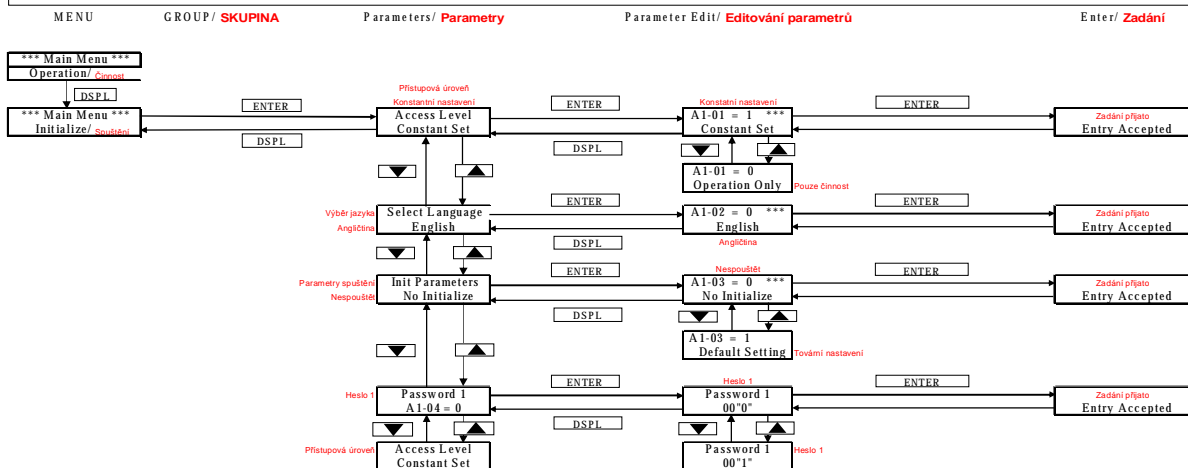 MENU GROUP/ SKUPINA Parameters/ Parametry Parameter Edit/ Editování parametrů Enter/ Zadání
*** Main Menu ***
Operation/ Činnost
DSPL
*** Main Menu ***
Initialize/ Spuštění
ENTER
DSPL
Přístupová úroveň
Konstantní nastavení
Access Level
Constant Set
ENTER
DSPL
Konstatní nastavení
A1-01 = 1 ***
Constant Set
ENTER
Zadání přijato
Entry Accepted
A1-01 = 0
Operation Only
Pouze činnost
Výběr jazyka
Angličtina
Select Language
English
ENTER
DSPL
A1-02 = 0 ***
English
Angličtina
ENTER
Zadání přijato
Entry Accepted
Parametry spuštění
Nespouštět
Init Parameters
No Initialize
ENTER
DSPL
Nespouštět
A1-03 = 0 ***
No Initialize
ENTER
Zadání přijato
Entry Accepted
A1-03 = 1
Default Setting
Tovární nastavení
Heslo 1
Password 1
A1-04 = 0
ENTER
DSPL
Heslo 1
Password 1
00"0"
ENTER
Zadání přijato
Entry Accepted
Přístupová úroveň
Access Level
Constant Set
Password 1
00"1"
Heslo 1